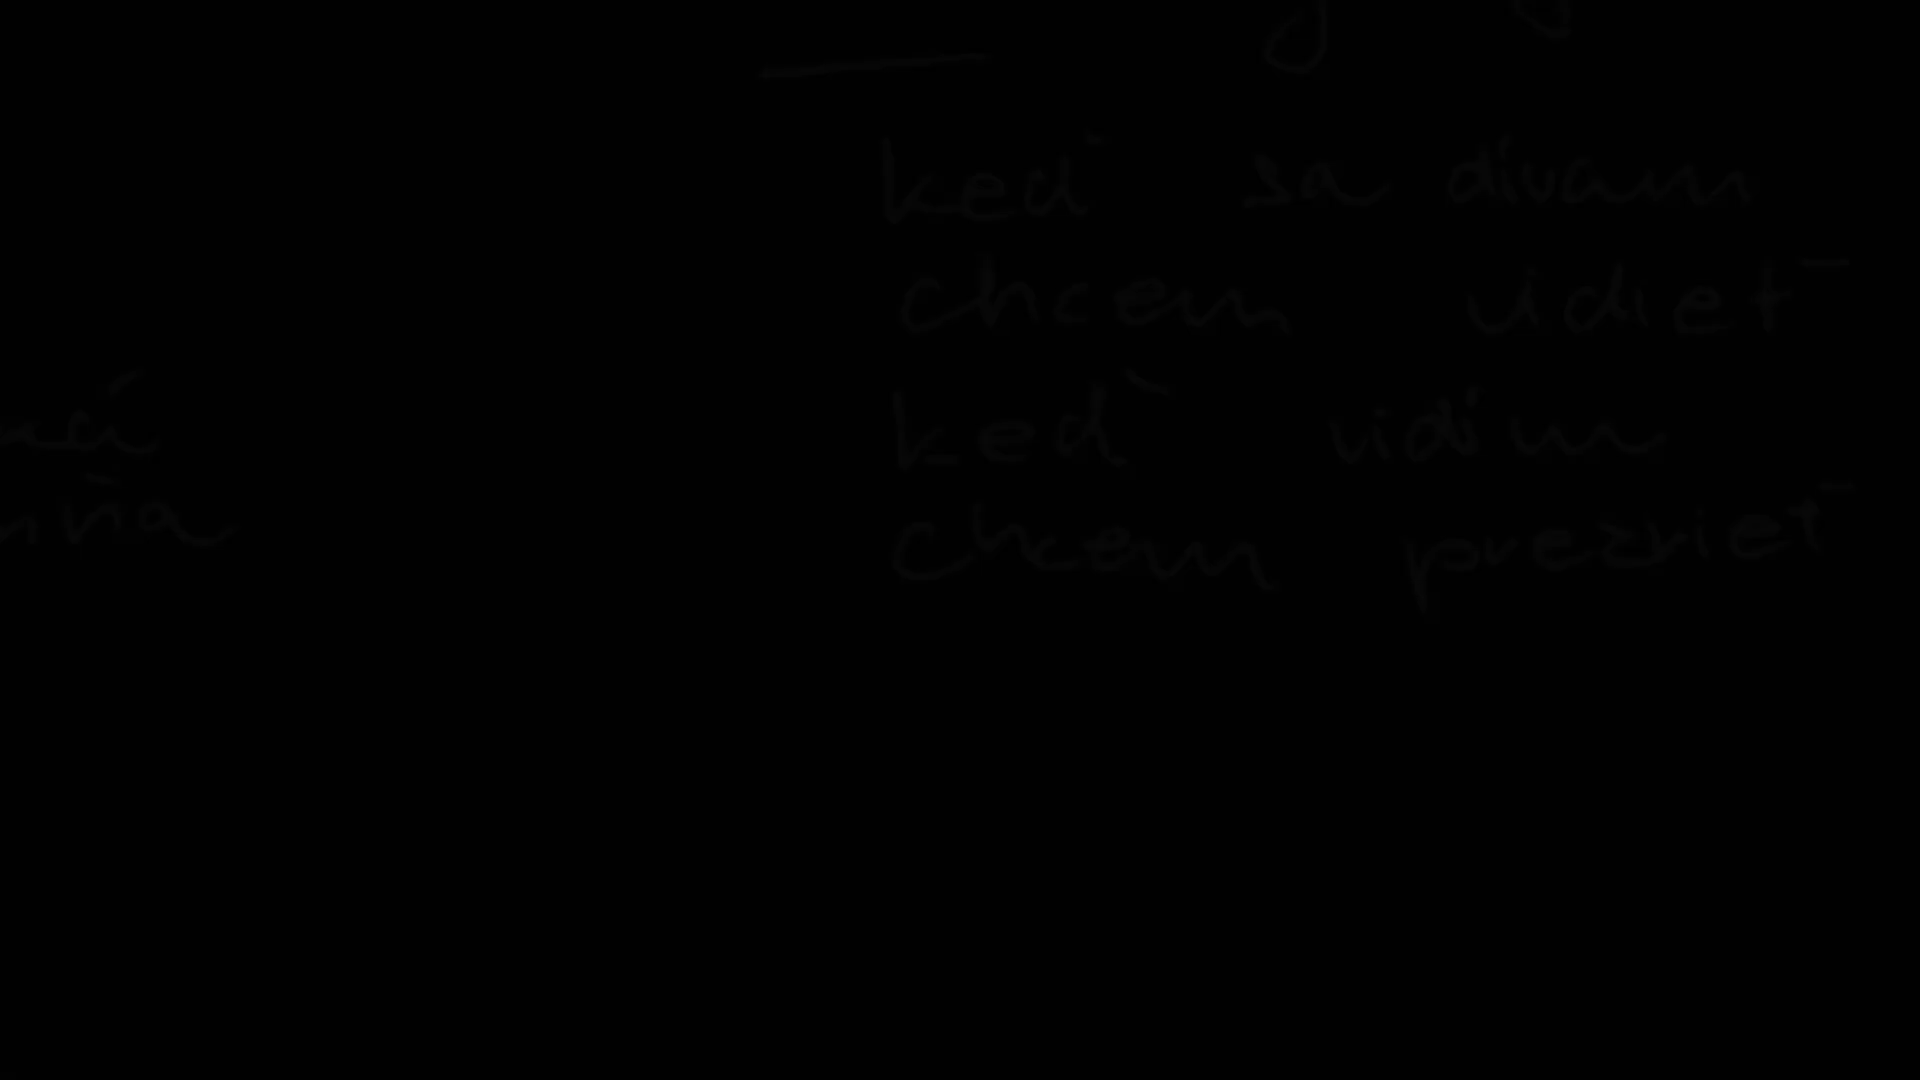 keď sa dívam
chcem vidieť
keď vidím
chcem prezrieť